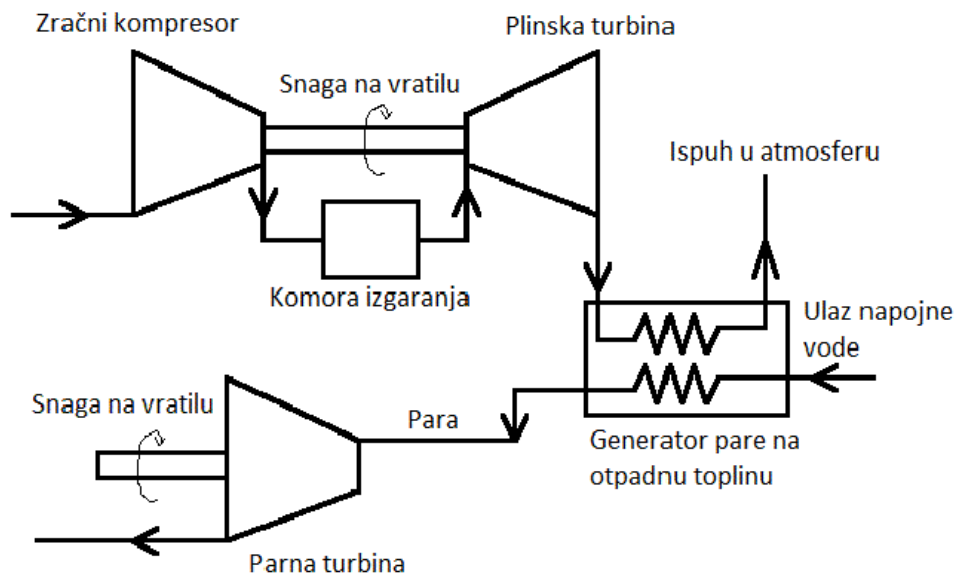 Zračni kompresor
Plinska turbina
Snaga na vratilu
Ispuh u atmosferu
Komora izgaranja
Ulaz napojne
vode
Snaga na vratilu
Para
Generator pare na
otpadnu toplinu
Parna turbina